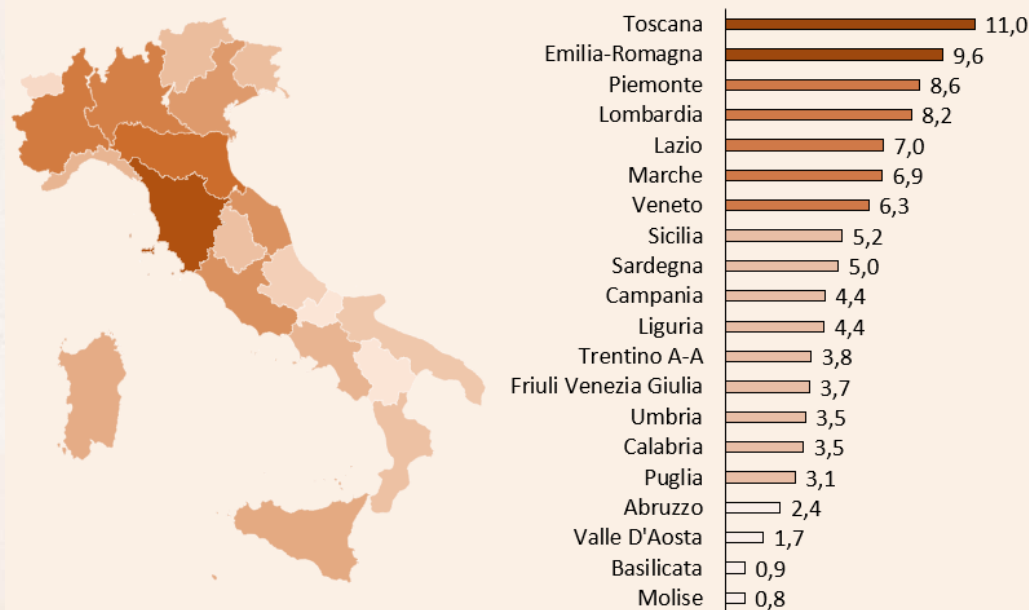 Toscana 11,0
Emilia-Romagna 9,6
Piemonte 8,6
Lombardia 8,2
Lazio 7,0
Marche 6,9
Veneto 6,3
Sicilia 5,2
Sardegna 5,0
Campania 4,4
Liguria 4,4
Trentino A-A 3,8
Friuli Venezia Giulia 3,7
Umbria 3,5
Calabria 3,5
Puglia 3,1
Abruzzo 2,4
Valle D'Aosta 1,7
Basilicata 0,9
Molise 0,8